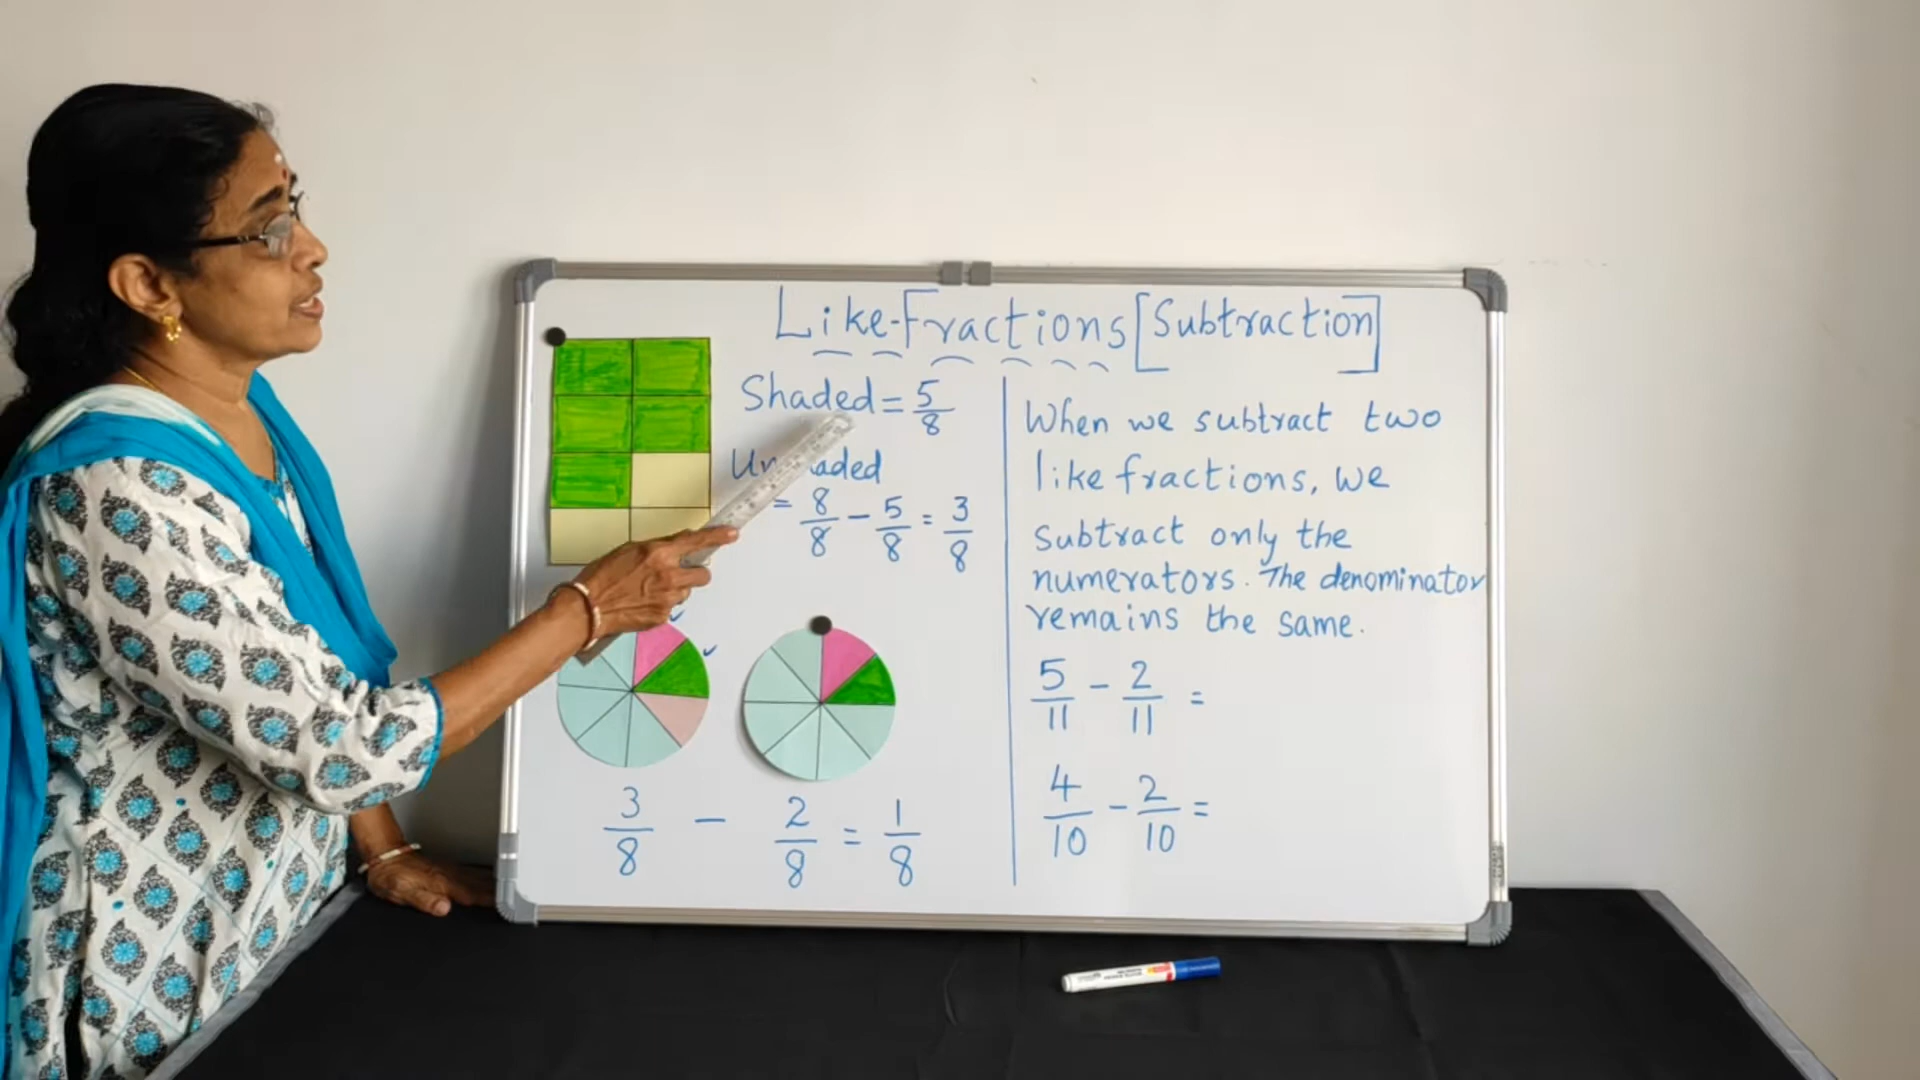 Like-Fractions [Subtraction]
Shaded = 5/8
= 8/8 - 5/8 = 3/8
3/8 - 2/8 = 1/8
When we subtract two
like fractions, we
subtract only the
numerators. The denominator
remains the same.
5/11 - 2/11 =
4/10 - 2/10 =